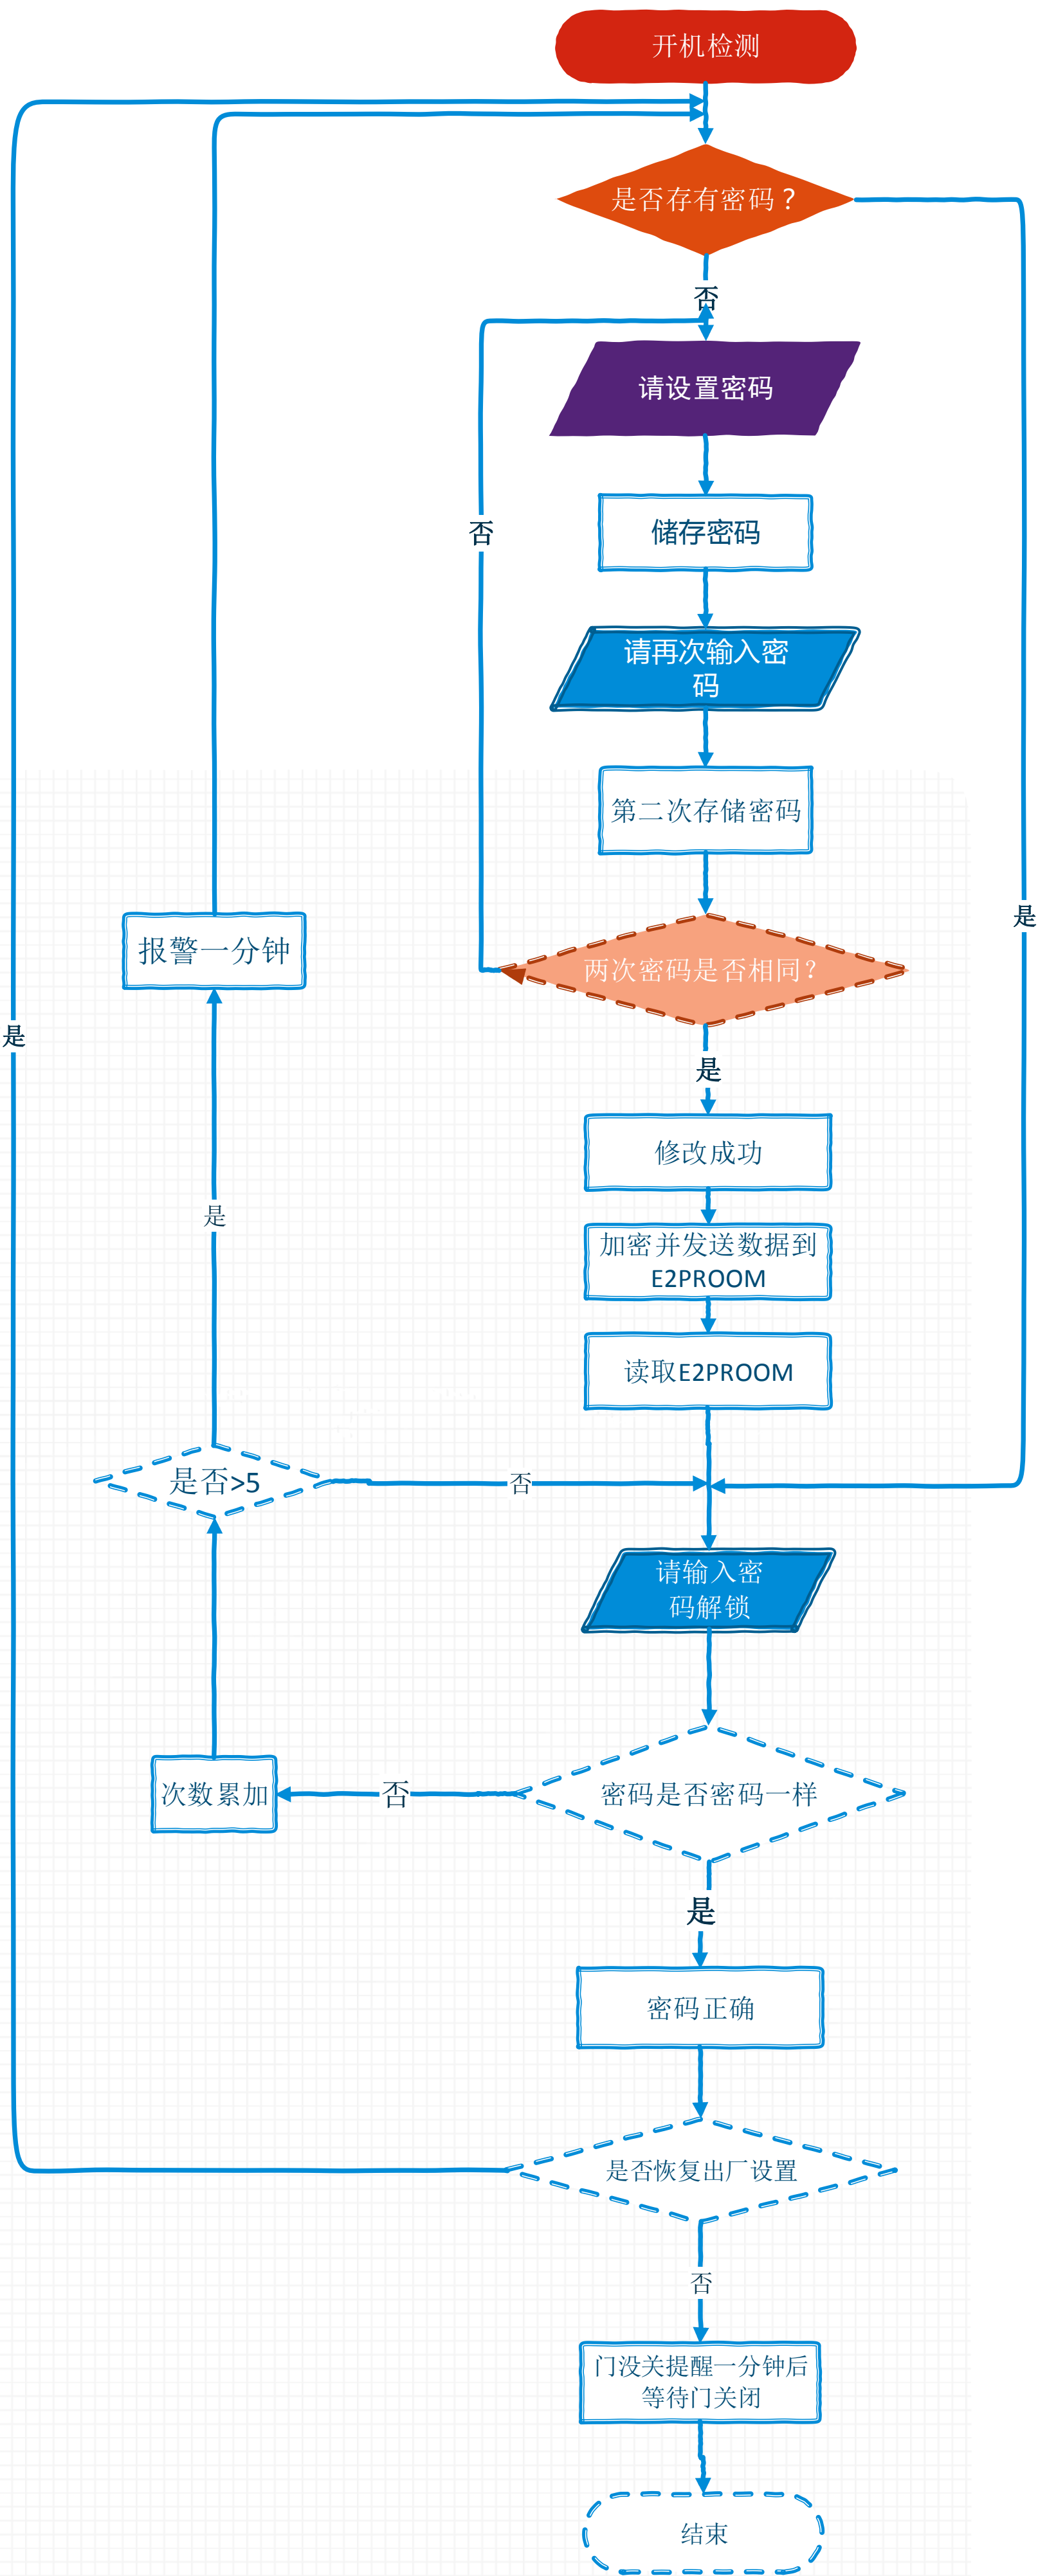 开机检测
是否存有密码？
否
请设置密码
储存密码
否
请再次输入密
码
第二次存储密码
是
报警一分钟
两次密码是否相同？
是
是
修改成功
是
加密并发送数据到
E2PROOM
读取E2PROOM
是否>5
否
请输入密
码解锁
密码是否密码一样
否
次数累加
是
密码正确
是否恢复出厂设置
否
门没关提醒一分钟后
等待门关闭
结束